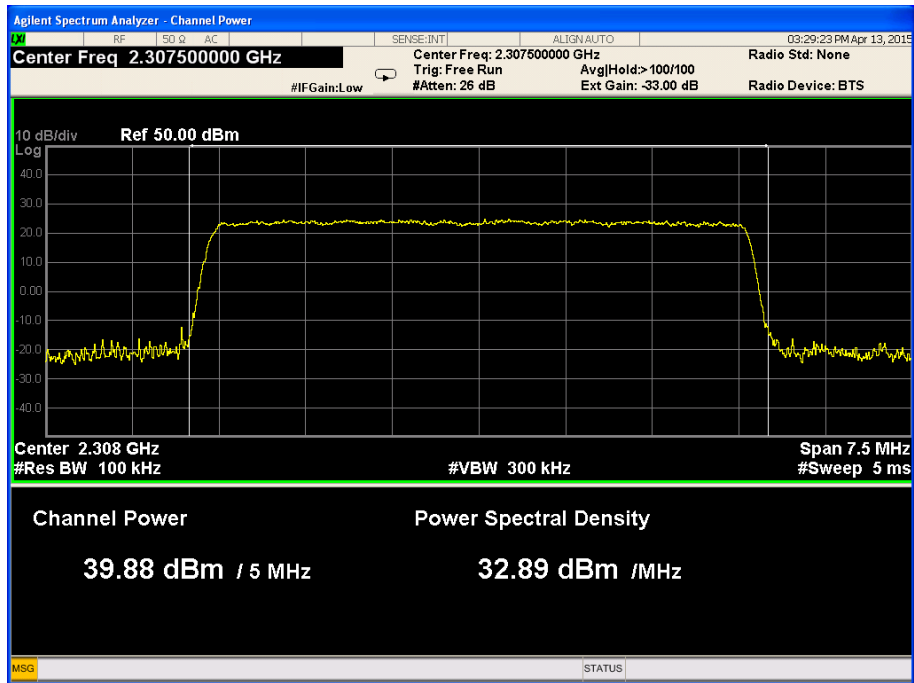 Agilent Spectrum Analyzer - Channel Power
LXI RF 50 Ω AC SENSE:INT ALIGN AUTO 03:29:23 PM Apr 13, 2015
Center Freq 2.307500000 GHz Center Freq: 2.307500000 GHz Radio Std: None
Trig: Free Run Avg|Hold:> 100/100
#IFGain:Low #Atten: 26 dB Ext Gain: -33.00 dB Radio Device: BTS
10 dB/div Ref 50.00 dBm
Log
40.0
30.0
20.0
10.0
0.00
-10.0
-20.0
-30.0
-40.0
Center 2.308 GHz Span 7.5 MHz
#Res BW 100 kHz #VBW 300 kHz #Sweep 5 ms
Channel Power Power Spectral Density
39.88 dBm / 5 MHz 32.89 dBm /MHz
MSG STATUS